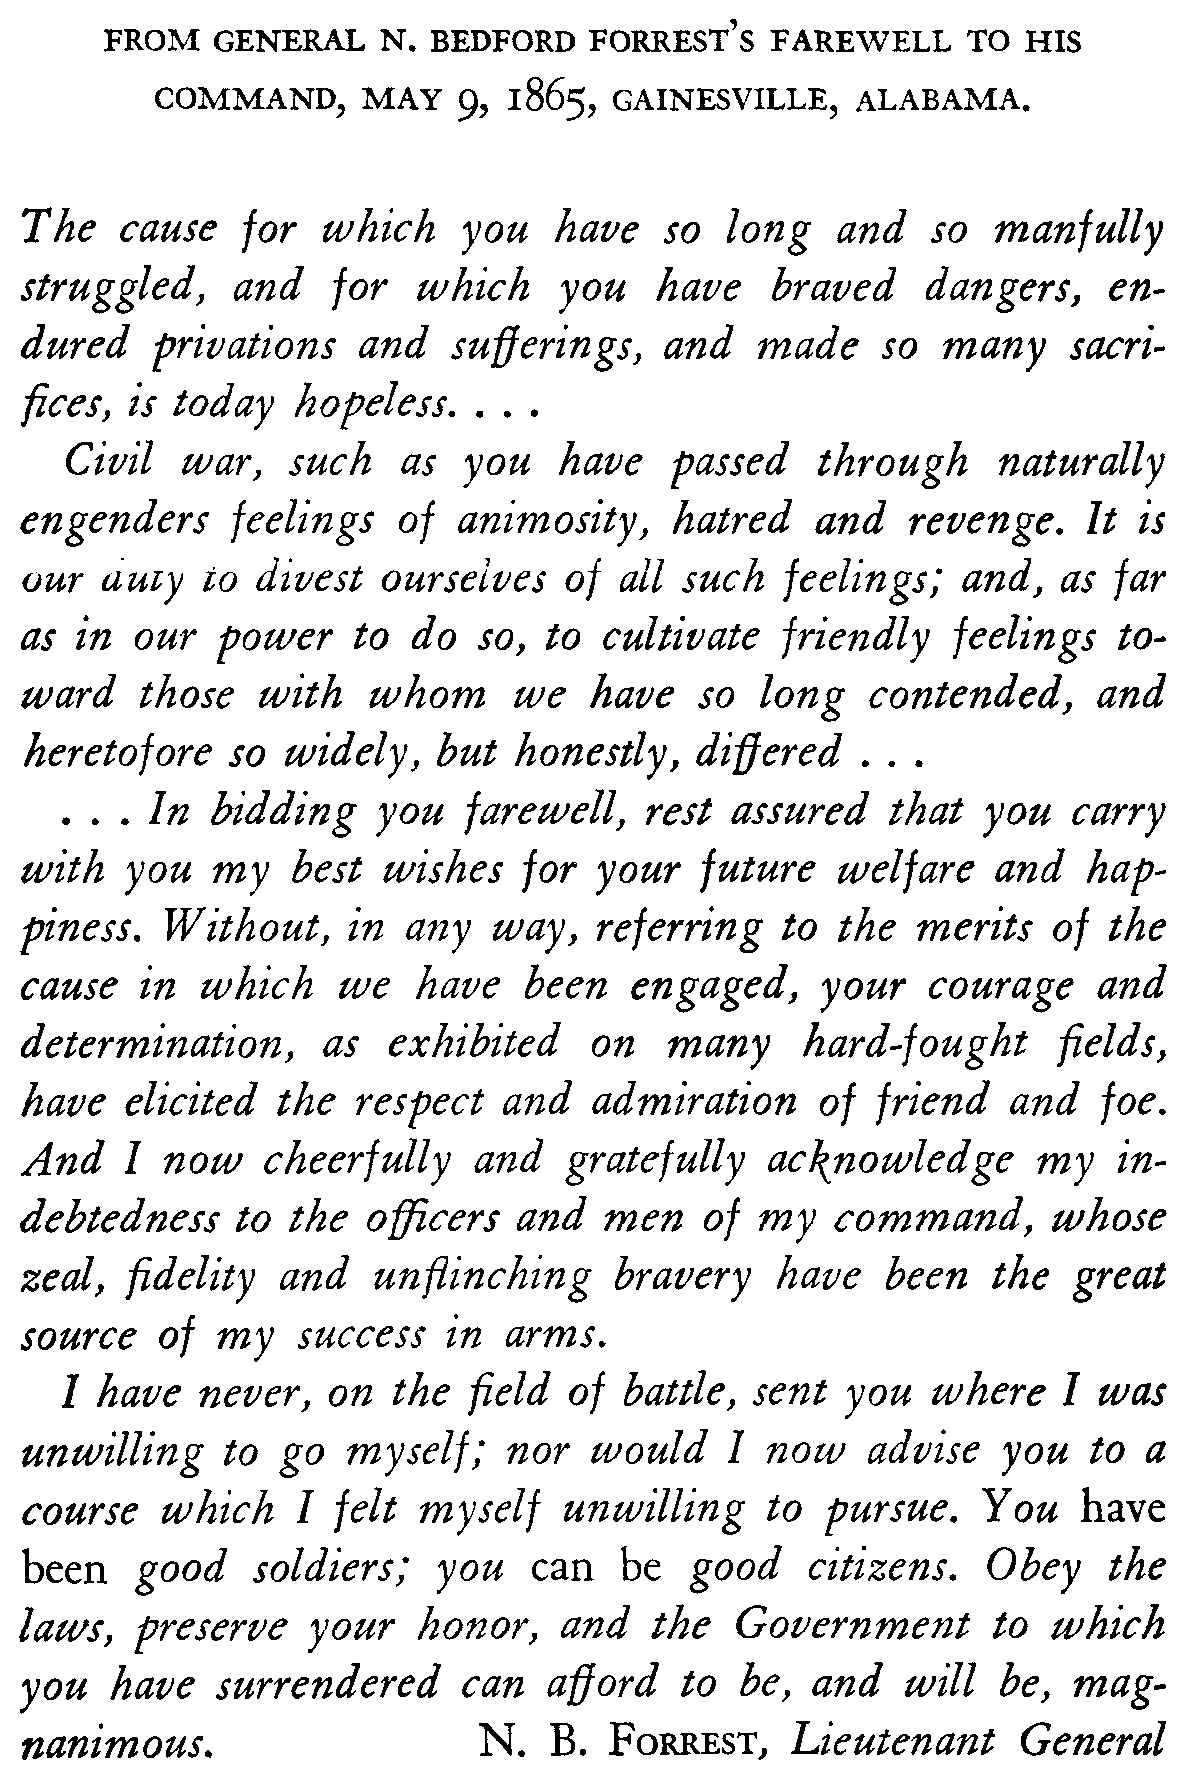 FROM GENERAL N. BEDFORD FORREST'S FAREWELL TO HIS
COMMAND, MAY 9, 1865, GAINESVILLE, ALABAMA.
The cause for which you have so long and so manfully
struggled, and for which you have braved dangers, en-
dured privations and sufferings, and made so many sacri-
fices, is today hopeless. . . .
Civil war, such as you have passed through naturally
engenders feelings of animosity, hatred and revenge. It is
our duty to divest ourselves of all such feelings; and, as far
as in our power to do so, to cultivate friendly feelings to-
ward those with whom we have so long contended, and
heretofore so widely, but honestly, differed . . .
. . . In bidding you farewell, rest assured that you carry
with you my best wishes for your future welfare and hap-
piness. Without, in any way, referring to the merits of the
cause in which we have been engaged, your courage and
determination, as exhibited on many hard-fought fields,
have elicited the respect and admiration of friend and foe.
And I now cheerfully and gratefully acknowledge my in-
debtedness to the officers and men of my command, whose
zeal, fidelity and unflinching bravery have been the great
source of my success in arms.
I have never, on the field of battle, sent you where I was
unwilling to go myself; nor would I now advise you to a
course which I felt myself unwilling to pursue. You have
been good soldiers; you can be good citizens. Obey the
laws, preserve your honor, and the Government to which
you have surrendered can afford to be, and will be, mag-
nanimous. N. B. FORREST, Lieutenant General